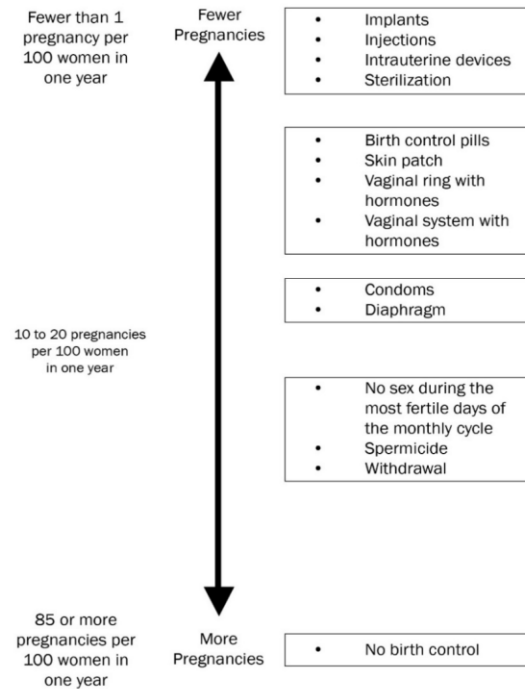 Fewer than 1
pregnancy per
100 women in
one year
Fewer
Pregnancies
• Implants
• Injections
• Intrauterine devices
• Sterilization
• Birth control pills
• Skin patch
• Vaginal ring with
hormones
• Vaginal system with
hormones
• Condoms
• Diaphragm
10 to 20 pregnancies
per 100 women
in one year
• No sex during the
most fertile days of
the monthly cycle
• Spermicide
• Withdrawal
85 or more
pregnancies per
100 women in
one year
More
Pregnancies
• No birth control